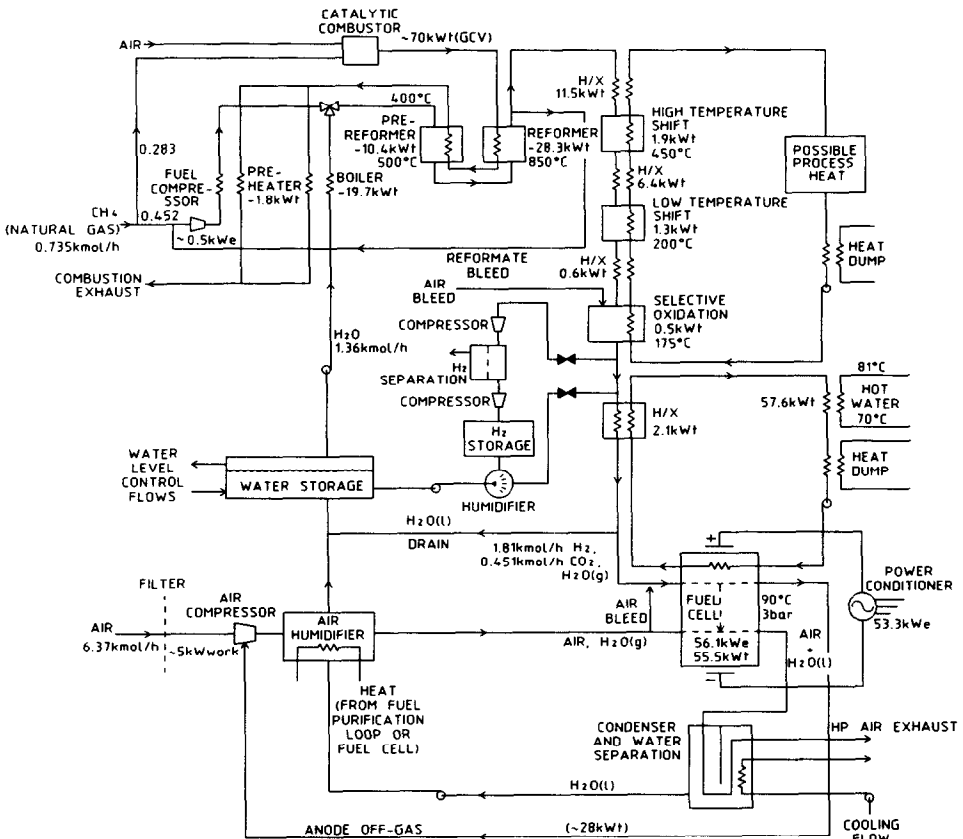 CATALYTIC
COMBUSTOR
AIR
~70kWt(GCV)
H/X
11.5kWt
400°C
PRE-
REFORMER
-10.4kWt
500°C
REFORMER
-28.3kWt
850°C
HIGH TEMPERATURE
SHIFT
1.9kWt
450°C
POSSIBLE
PROCESS
HEAT
0.283
FUEL
COMPRE-
SSOR
PRE-
HEATER
-1.8kWt
BOILER
-19.7kWt
H/X
6.4kWt
CH4
(NATURAL GAS)
0.735kmol/h
0.452
~0.5kWe
LOW TEMPERATURE
SHIFT
1.3kWt
200°C
REFORMATE
BLEED
H/X
0.6kWt
HEAT
DUMP
COMBUSTION
EXHAUST
AIR
BLEED
SELECTIVE
OXIDATION
0.5kWt
175°C
H2O
1.36kmol/h
COMPRESSOR
H2
SEPARATION
COMPRESSOR
H2
STORAGE
HUMIDIFIER
H/X
2.1kWt
57.6kWt
81°C
HOT
WATER
70°C
HEAT
DUMP
WATER
LEVEL
CONTROL
FLOWS
WATER STORAGE
H2O(l)
DRAIN
1.81kmol/h H2,
0.451kmol/h
CO2,
H2O(g)
+
POWER
CONDITIONER
53.3kWe
FILTER
AIR
COMPRESSOR
AIR
6.37kmol/h
~5kWwork
AIR
HUMIDIFIER
AIR
BLEED
AIR, H2O(g)
FUEL
CELL
90°C
3bar
56.1kWe
55.5kWt
AIR
+
H2O(l)
HEAT
(FROM FUEL
PURIFICATION
LOOP OR
FUEL CELL)
CONDENSER
AND WATER
SEPARATION
HP AIR EXHAUST
H2O(l)
ANODE OFF-GAS
(~28kWt)
COOLING
FLOW